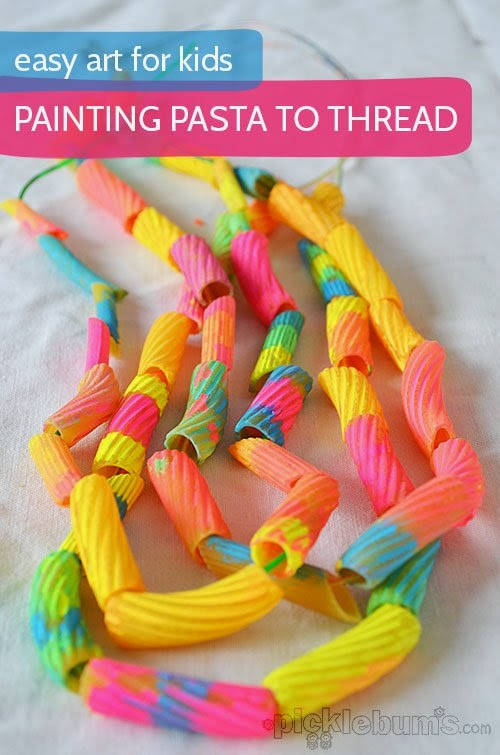 easy art for kids
PAINTING PASTA TO THREAD
picklebums.com